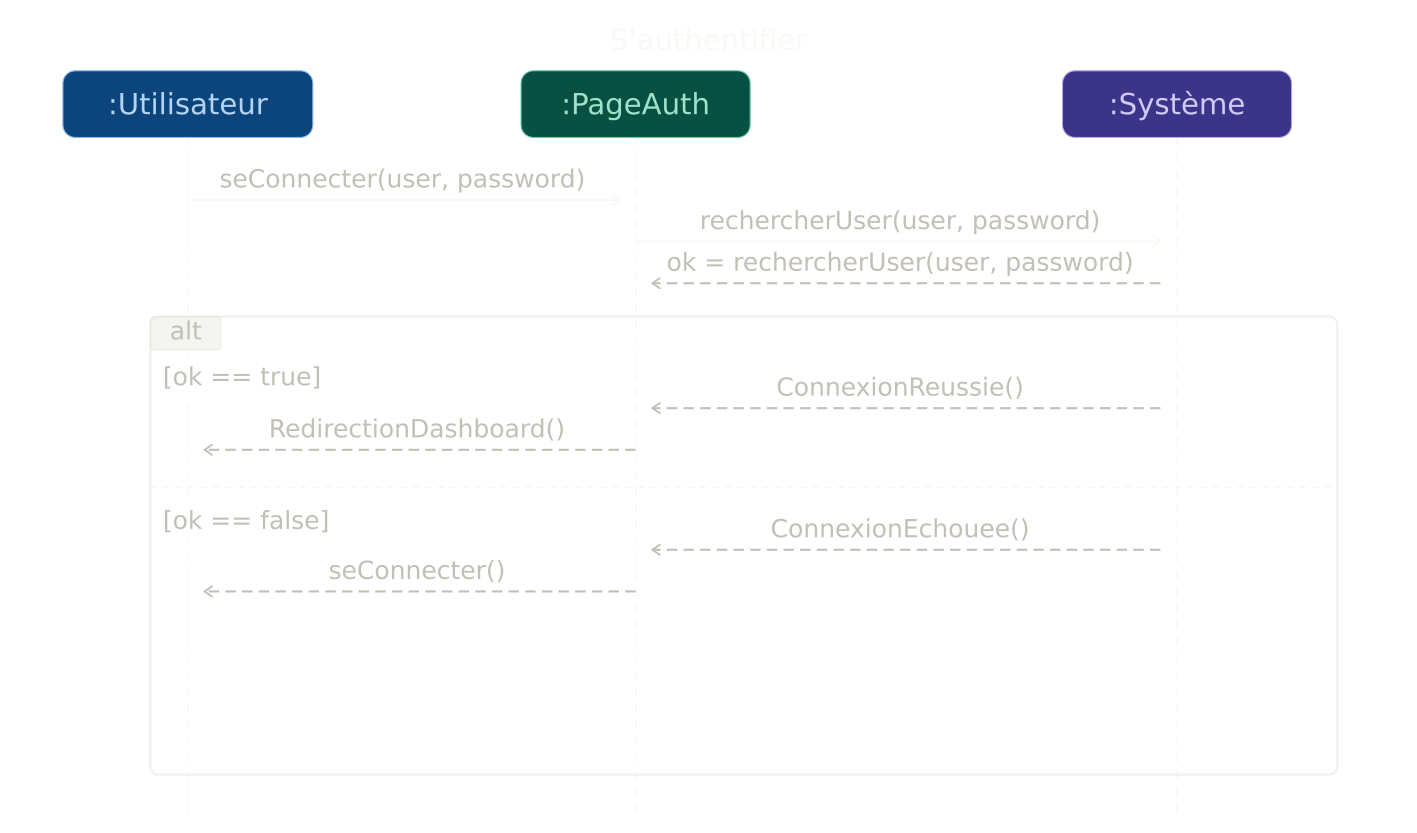 S'authentifier
:Utilisateur
:PageAuth
:Système
seConnecter(user, password)
rechercherUser(user, password)
ok = rechercherUser(user, password)
alt
[ok == true]
ConnexionReussie()
RedirectionDashboard()
[ok == false]
ConnexionEchouee()
seConnecter()